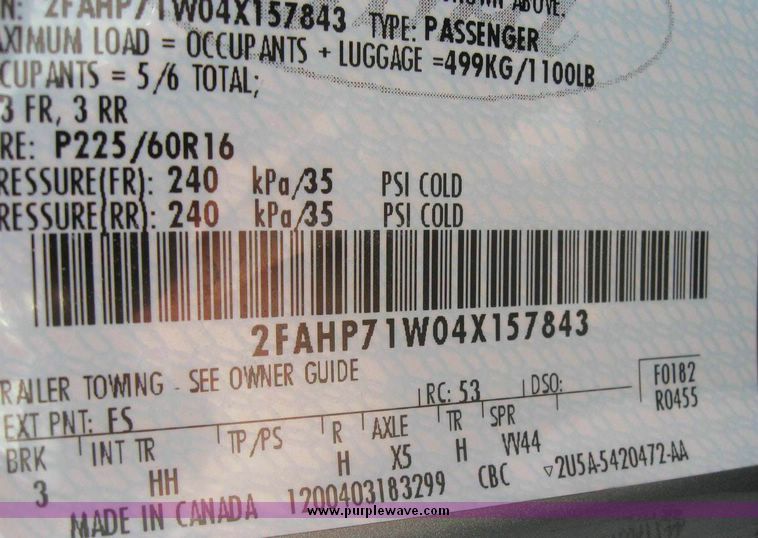 N: 2FAHP71W04X157843 TYPE: PASSENGER
AXIMUM LOAD = OCCUPANTS + LUGGAGE =499KG/1100LB
CUPANTS = 5/6 TOTAL;
3 FR, 3 RR
RE: P225/60R16
RESSURE(FR): 240 kPa/35 PSI COLD
RESSURE(RR): 240 kPa/35 PSI COLD
2FAHP71W04X157843
RAILER TOWING - SEE OWNER GUIDE
EXT PNT: FS RC: 53 DSO: F0182
R0455
BRK INT TR TP/PS R AXLE TR SPR
3 HH H X5 H VV44
MADE IN CANADA 1200403183299 CBC ▽2U5A-5420472-AA
www.purplewave.com